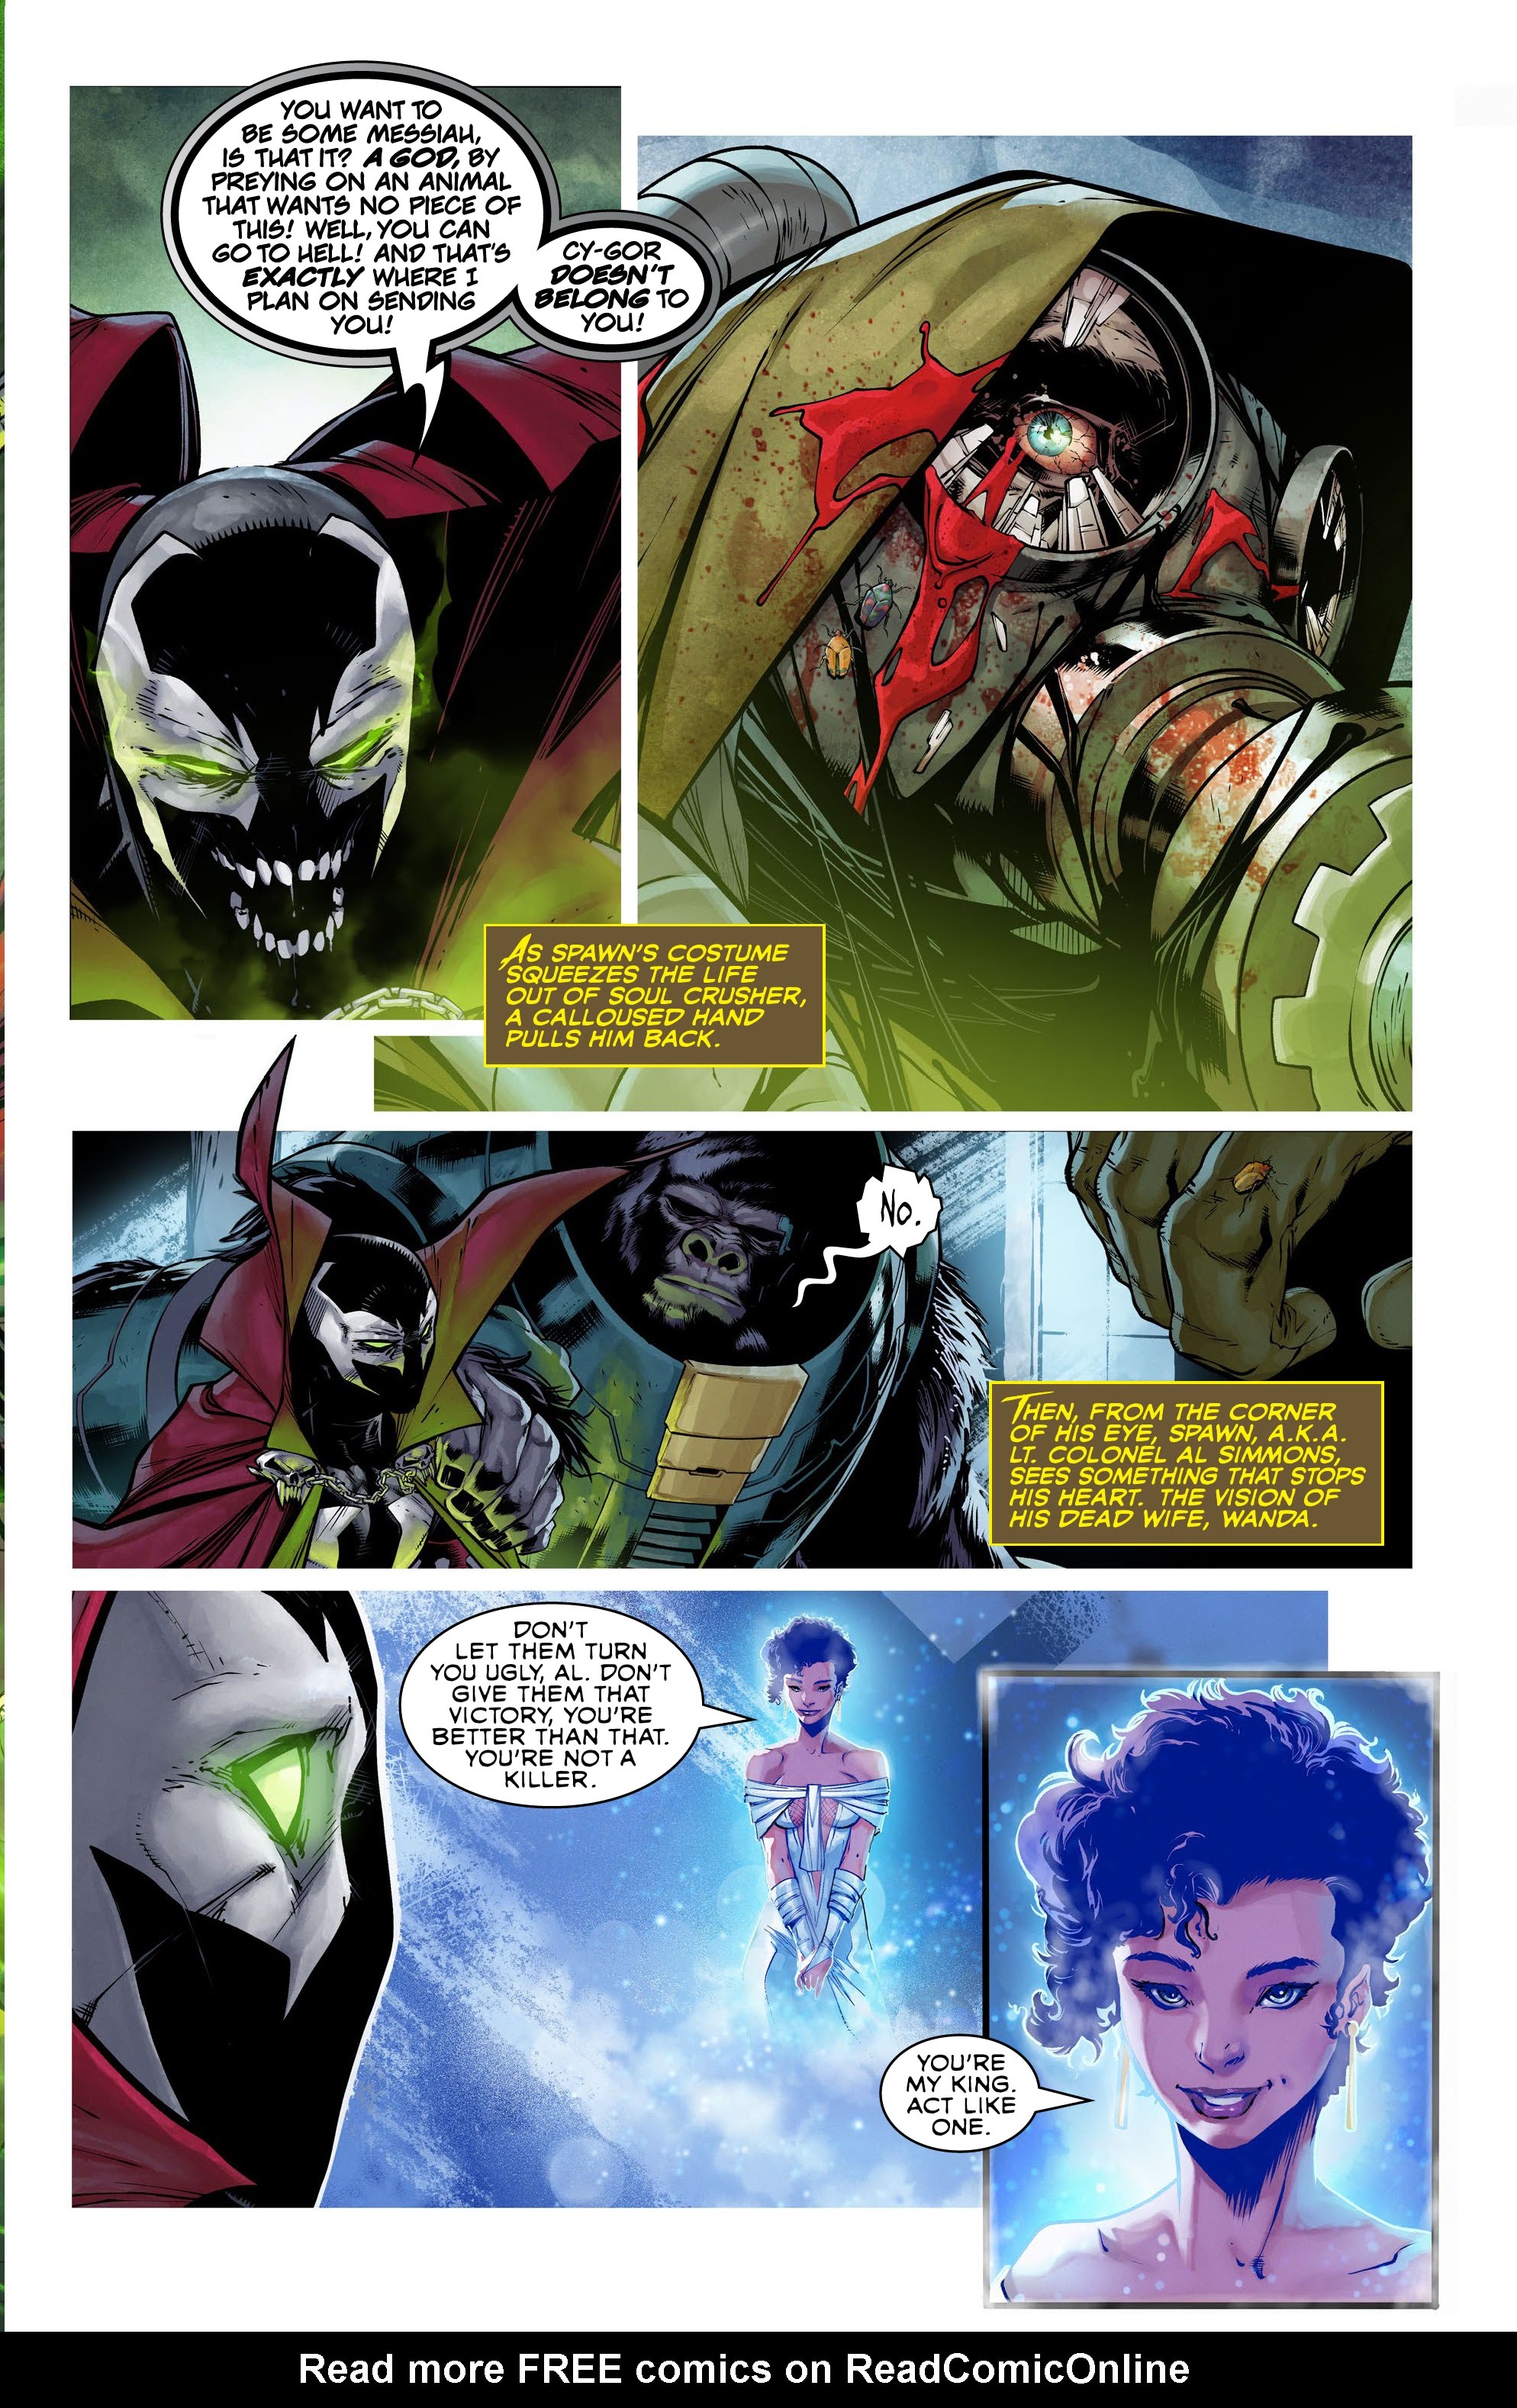 YOU WANT TO
BE SOME MESSIAH,
IS THAT IT? A GOD, BY
PREYING ON AN ANIMAL
THAT WANTS NO PIECE OF
THIS! WELL, YOU CAN
GO TO HELL! AND THAT'S
EXACTLY WHERE I
PLAN ON SENDING
YOU!
CY-GOR
DOESN'T
BELONG TO
YOU!
AS SPAWN'S COSTUME
SQUEEZES THE LIFE
OUT OF SOUL CRUSHER,
A CALLOUSED HAND
PULLS HIM BACK.
NO.
THEN, FROM THE CORNER
OF HIS EYE, SPAWN, A.K.A.
LT. COLONEL AL SIMMONS,
SEES SOMETHING THAT STOPS
HIS HEART. THE VISION OF
HIS DEAD WIFE, WANDA.
DON'T
LET THEM TURN
YOU UGLY, AL. DON'T
GIVE THEM THAT
VICTORY, YOU'RE
BETTER THAN THAT.
YOU'RE NOT A
KILLER.
YOU'RE
MY KING.
ACT LIKE
ONE.
Read more FREE comics on ReadComicOnline